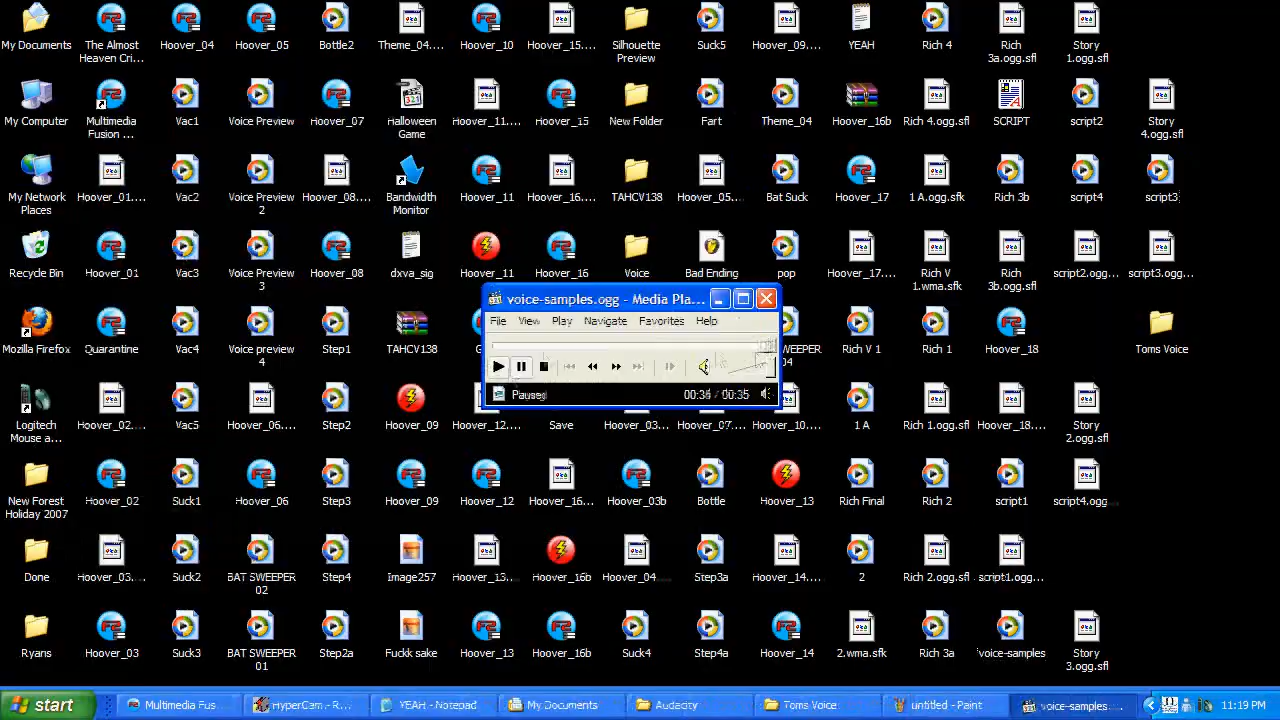 My Documents
The Almost
Heaven Cri...
Hoover_04
Hoover_05
Bottle2
Theme_04....
Hoover_10
Hoover_15....
Silhouette
Preview
Suck5
Hoover_09....
YEAH
Rich 4
Rich
3a.ogg.sfl
Story
1.ogg.sfl
My Computer
Multimedia
Fusion ...
Vac1
Voice Preview
Hoover_07
Halloween
Game
Hoover_11....
Hoover_15
New Folder
Fart
Theme_04
Hoover_16b
Rich 4.ogg.sfl
SCRIPT
script2
Story
4.ogg.sfl
My Network
Places
Hoover_01....
Vac2
Voice Preview
2
Hoover_08....
Bandwidth
Monitor
Hoover_11
Hoover_16....
TAHCV138
Hoover_05....
Bat Suck
Hoover_17
1 A.ogg.sfk
Rich 3b
script4
script3
Recycle Bin
Hoover_01
Vac3
Voice Preview
3
Hoover_08
dxva_sig
Hoover_11
Hoover_16
Voice
Bad Ending
pop
Hoover_17....
Rich V
1.wma.sfk
Rich
3b.ogg.sfl
script2.ogg...
script3.ogg...
voice-samples.ogg - Media Pla...
File View Play Navigate Favorites Help
Paused
00:35
Mozilla Firefox
Quarantine
Vac4
Voice preview
4
Step1
TAHCV138
Rich V 1
Rich 1
Hoover_18
Toms Voice
Logitech
Mouse a...
Hoover_02....
Vac5
Hoover_06....
Step2
Hoover_09
Hoover_12....
Save
Hoover_03....
Hoover_07....
Hoover_10....
1 A
Rich 1.ogg.sfl
Hoover_18....
Story
2.ogg.sfl
New Forest
Holiday 2007
Hoover_02
Suck1
Hoover_06
Step3
Hoover_09
Hoover_12
Hoover_16....
Hoover_03b
Bottle
Hoover_13
Rich Final
Rich 2
script1
script4.ogg...
Done
Hoover_03....
Suck2
BAT SWEEPER
02
Step4
Image257
Hoover_13....
Hoover_16b
Hoover_04....
Step3a
Hoover_14....
2
Rich 2.ogg.sfl
script1.ogg...
Ryans
Hoover_03
Suck3
BAT SWEEPER
01
Step2a
Fuckk sake
Hoover_13
Hoover_16b
Suck4
Step4a
Hoover_14
2.wma.sfk
Rich 3a
voice-samples
Story
3.ogg.sfl
start
Multimedia Fus
HyperCam - R...
YEAH - Notepad
My Documents
Audacity
Toms Voice
untitled - Paint
voice-samples....
11:19 PM